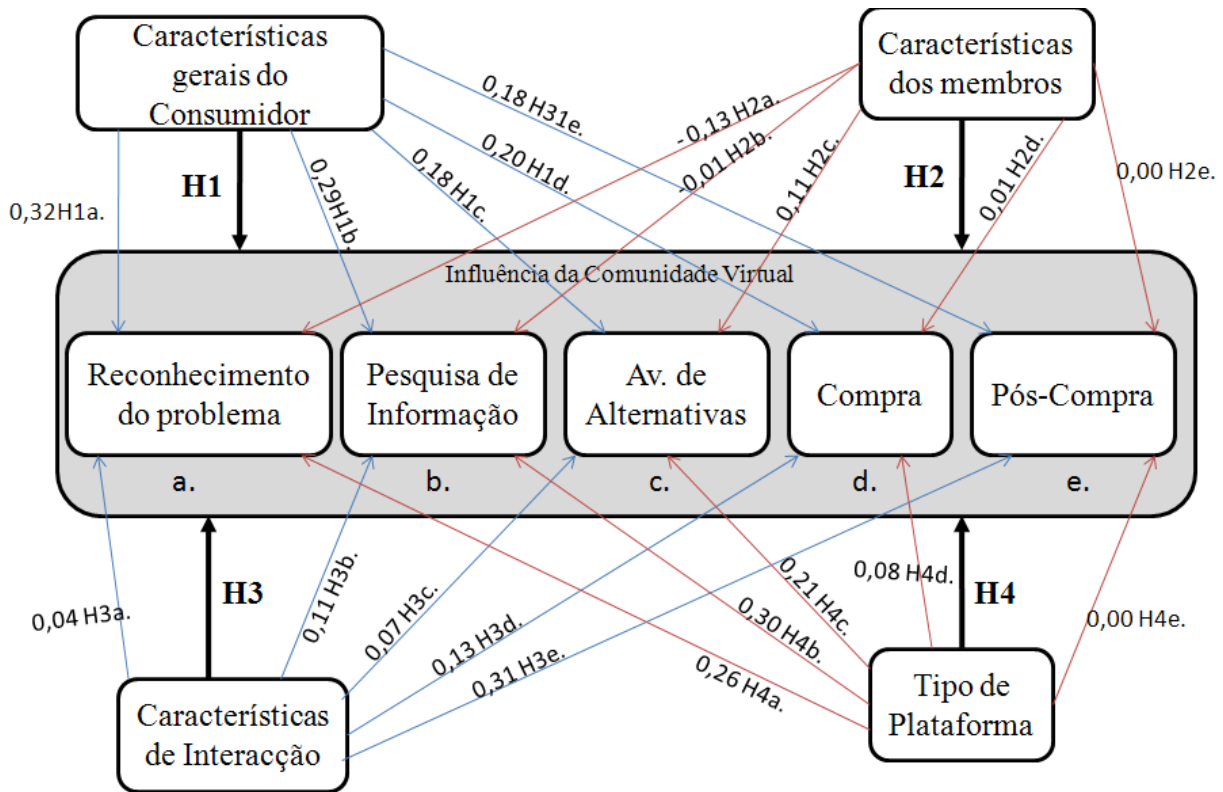 Características
gerais do
Consumidor
Características
dos membros
0,32H1a.
H1
0,29H1b.
0,18 H1c.
0,20 H1d.
0,18 H31e.
- 0,13 H2a.
-0,01 H2b.
0,11 H2c.
H2
0,01 H2d.
0,00 H2e.
Influência da Comunidade Virtual
Reconhecimento
do problema
Pesquisa de
Informação
Av. de
Alternativas
Compra
Pós-Compra
a.
b.
c.
d.
e.
0,04 H3a.
H3
0,11 H3b.
0,07 H3c.
0,13 H3d.
0,31 H3e.
0,26 H4a.
0,30 H4b.
0,21 H4c.
0,08 H4d.
H4
0,00 H4e.
Características
de Interacção
Tipo de
Plataforma